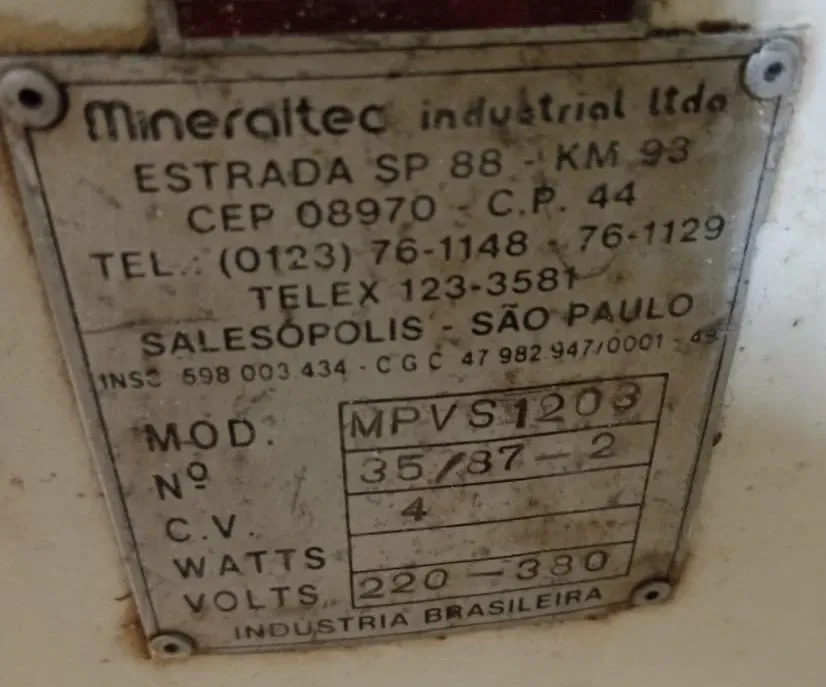 mineraltec industrial ltda
ESTRADA SP 88 - KM 93
CEP 08970 - C.P. 44
TEL.: (0123) 76-1148 - 76-1129
TELEX 123-3581
SALESÓPOLIS - SÃO PAULO
INSC 598 003 434 - C G C 47 982 947/0001 -
MOD. MPVS1203
Nº 35/87-2
C.V. 4
WATTS
VOLTS. 220-380
INDÚSTRIA BRASILEIRA